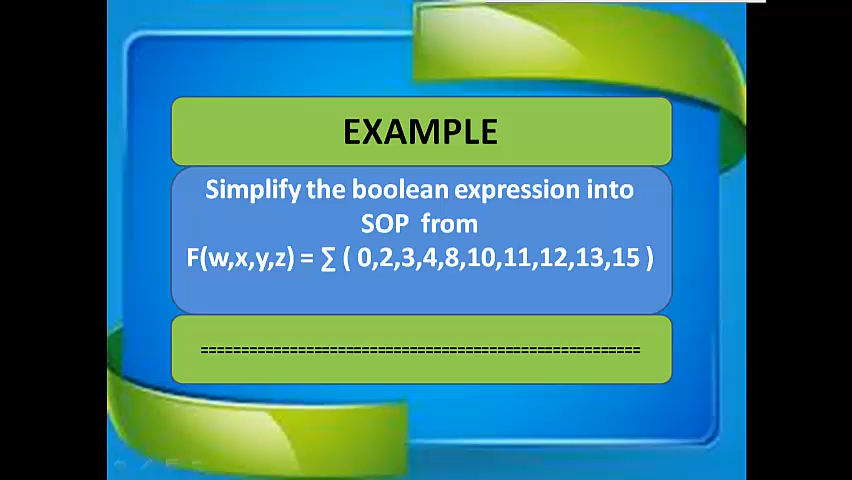 EXAMPLE
Simplify the boolean expression into
SOP from
F(w,x,y,z) = ∑ ( 0,2,3,4,8,10,11,12,13,15 )
=======================================================